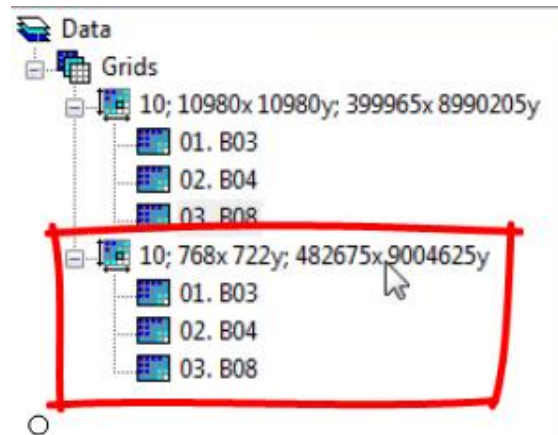 Data
Grids
10; 10980x 10980y; 399965x 8990205y
01. B03
02. B04
03. B08
10; 768x 722y; 482675x 9004625y
01. B03
02. B04
03. B08